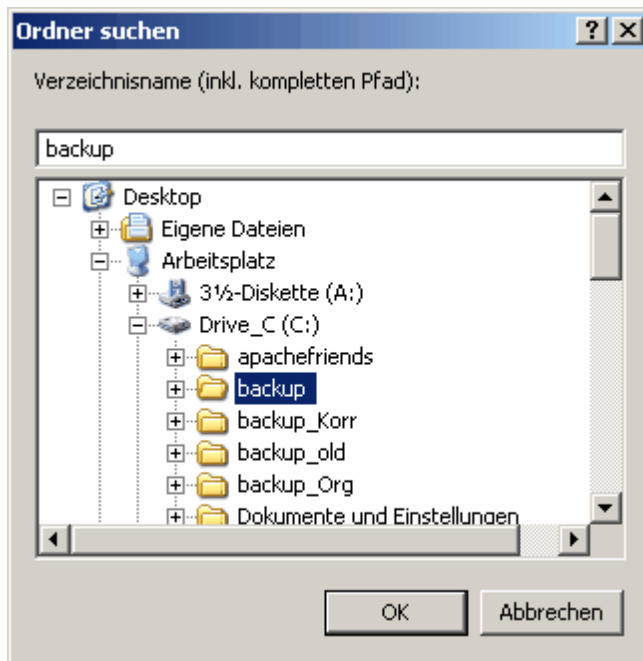 Ordner suchen
Verzeichnisname (inkl. kompletten Pfad):
backup
Desktop
Eigene Dateien
Arbeitsplatz
3½-Diskette (A:)
Drive_C (C:)
apachefriends
backup
backup_Korr
backup_old
backup_Org
Dokumente und Einstellungen
OK Abbrechen